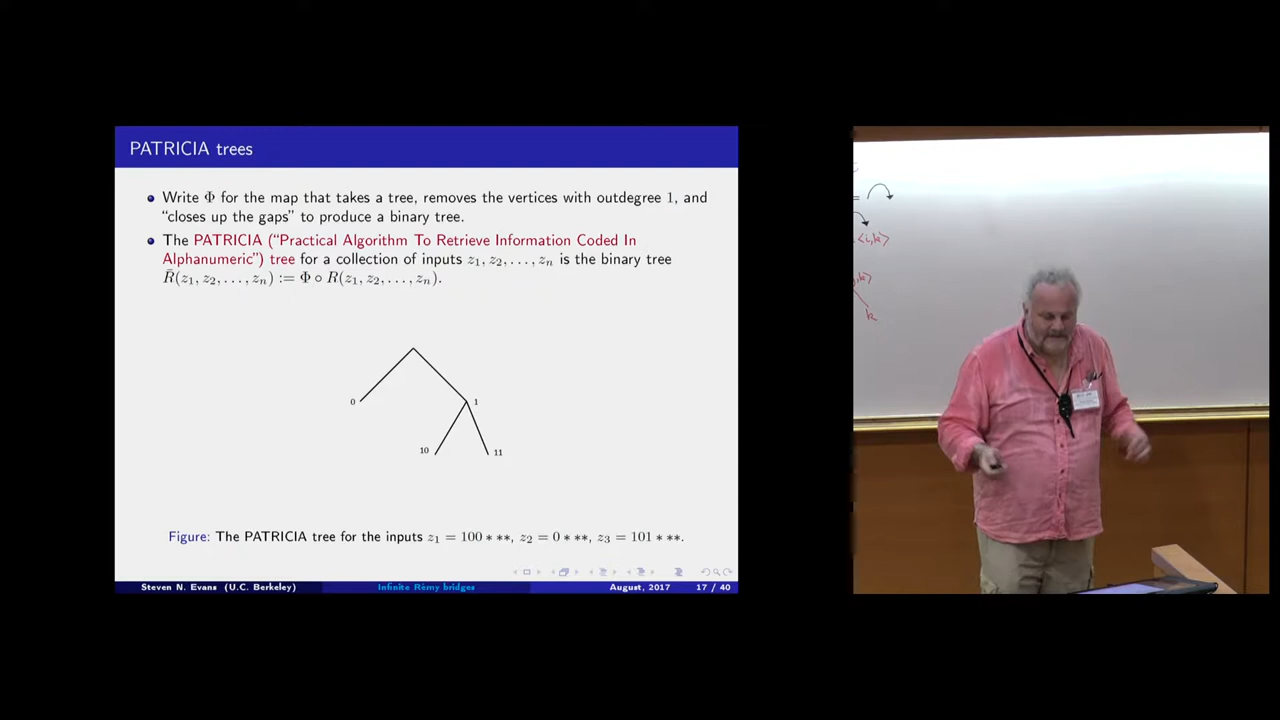 PATRICIA trees
Write Φ for the map that takes a tree, removes the vertices with outdegree 1, and
“closes up the gaps” to produce a binary tree.
The PATRICIA (“Practical Algorithm To Retrieve Information Coded In
Alphanumeric”) tree for a collection of inputs z1, z2, . . . , zn is the binary tree
R̄(z1, z2, . . . , zn) := Φ ∘ R(z1, z2, . . . , zn).
0
1
10
11
Figure: The PATRICIA tree for the inputs z1 = 100 ∗ ∗∗, z2 = 0 ∗ ∗∗, z3 = 101 ∗ ∗∗.
Steven N. Evans (U.C. Berkeley)
Infinite Rémy bridges
August, 2017
17 / 40